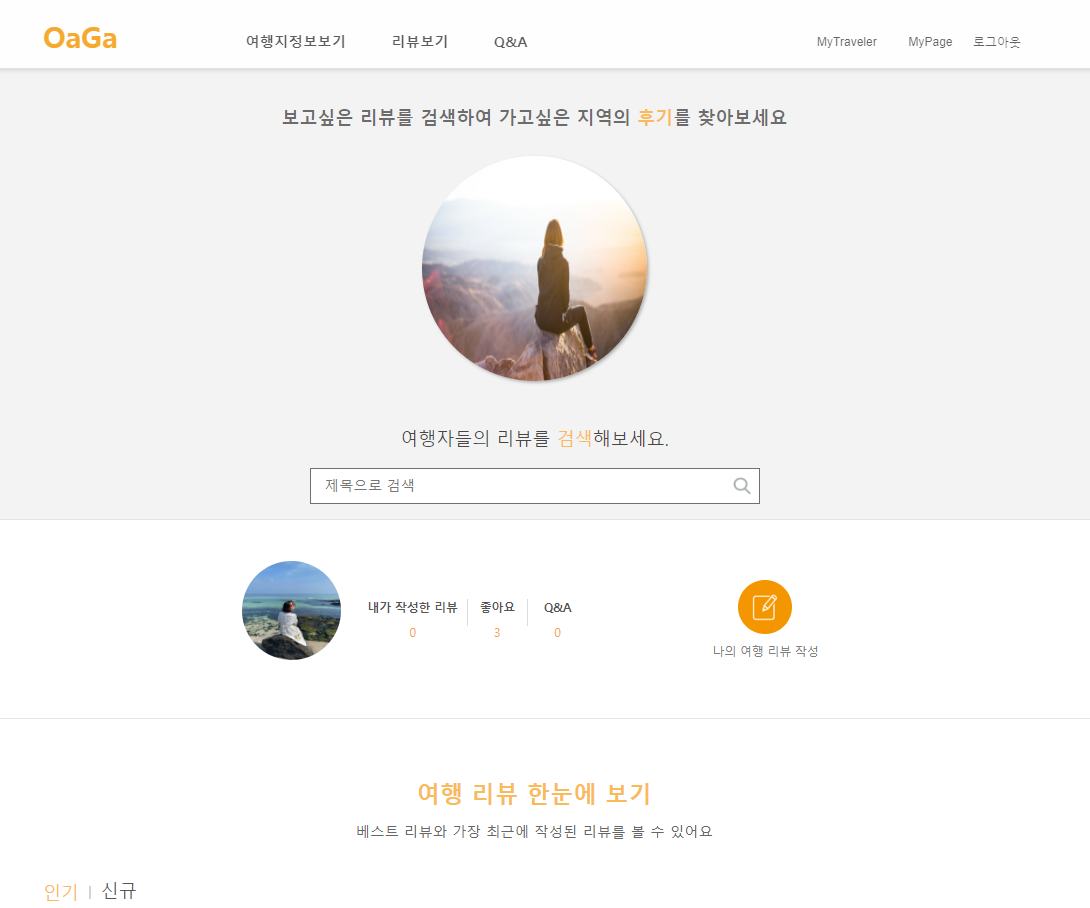 OaGa 여행지정보보기 리뷰보기 Q&A MyTraveler MyPage 로그아웃
보고싶은 리뷰를 검색하여 가고싶은 지역의 후기를 찾아보세요
여행자들의 리뷰를 검색해보세요.
제목으로 검색
내가 작성한 리뷰 좋아요 Q&A
0 3 0
나의 여행 리뷰 작성
여행 리뷰 한눈에 보기
베스트 리뷰와 가장 최근에 작성된 리뷰를 볼 수 있어요
인기 | 신규